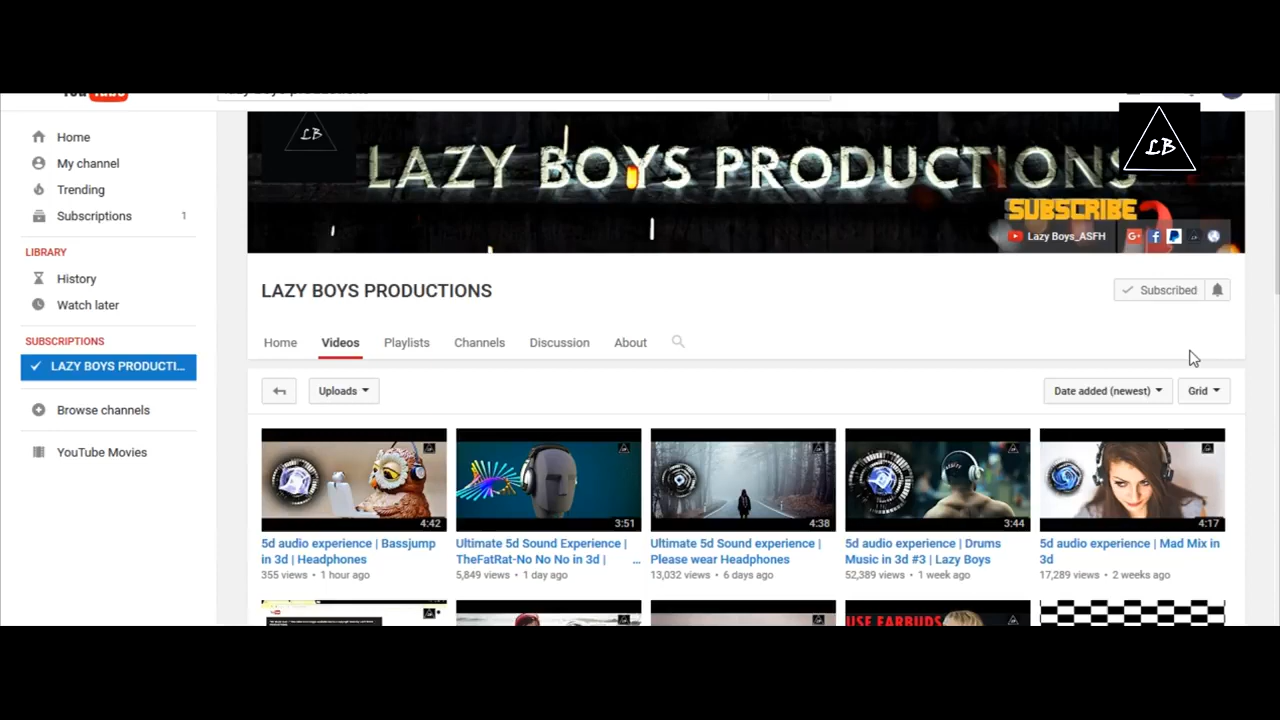 YouTube
LB
LAZY BOYS PRODUCTIONS
LB
SUBSCRIBE
Lazy Boys_ASFH
Home
My channel
Trending
Subscriptions 1
LIBRARY
History
Watch later
SUBSCRIPTIONS
LAZY BOYS PRODUCTI...
Browse channels
YouTube Movies
LAZY BOYS PRODUCTIONS
Subscribed
Home Videos Playlists Channels Discussion About
Uploads
Date added (newest) Grid
4:42
5d audio experience | Bassjump
in 3d | Headphones
355 views • 1 hour ago
3:51
Ultimate 5d Sound Experience |
TheFatRat-No No No in 3d | ...
5,849 views • 1 day ago
4:38
Ultimate 5d Sound experience |
Please wear Headphones
13,032 views • 6 days ago
3:44
5d audio experience | Drums
Music in 3d #3 | Lazy Boys
52,389 views • 1 week ago
4:17
5d audio experience | Mad Mix in
3d
17,289 views • 2 weeks ago
USE EARBUDS